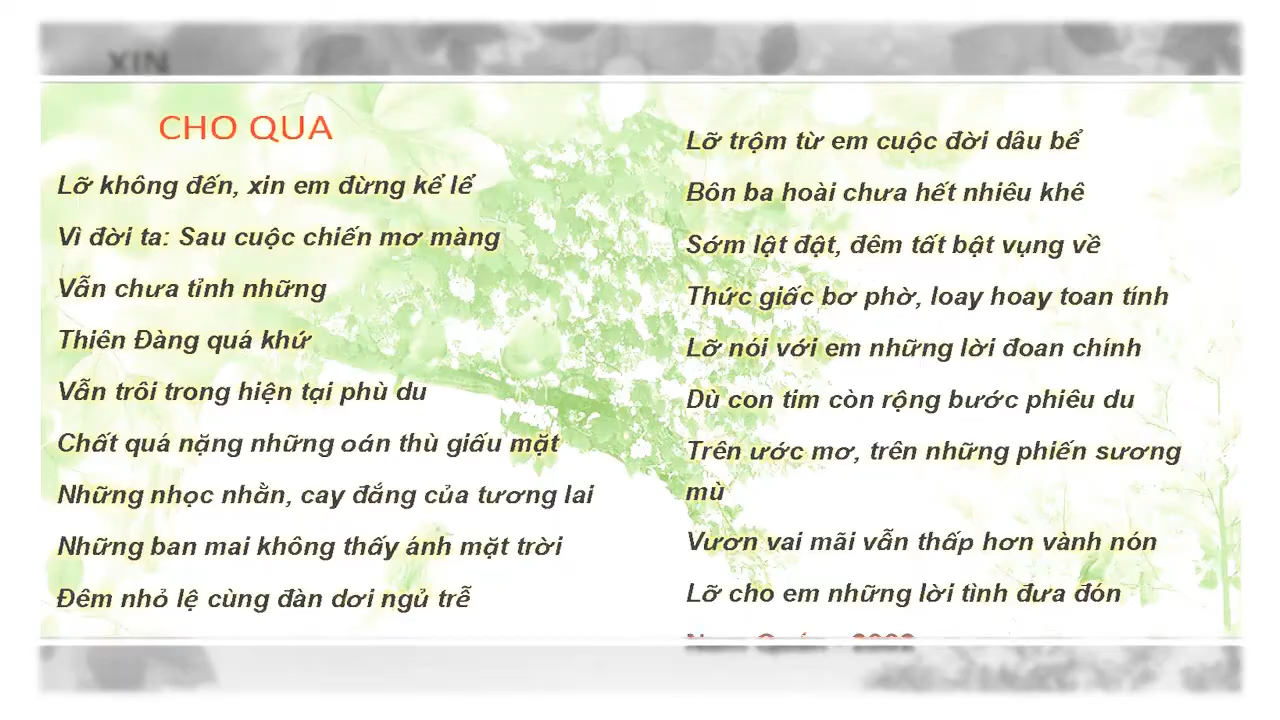 XIN
CHO QUA
Lỡ không đến, xin em đừng kể lể
Vì đời ta: Sau cuộc chiến mơ màng
Vẫn chưa tỉnh những
Thiên Đàng quá khứ
Vẫn trôi trong hiện tại phù du
Chất quá nặng những oán thù giấu mặt
Những nhọc nhằn, cay đắng của tương lai
Những ban mai không thấy ánh mặt trời
Đêm nhỏ lệ cùng đàn dơi ngủ trễ
Lỡ trộm từ em cuộc đời dâu bể
Bôn ba hoài chưa hết nhiêu khê
Sớm lật đật, đêm tất bật vụng về
Thức giấc bơ phờ, loay hoay toan tính
Lỡ nói với em những lời đoan chính
Dù con tim còn rộng bước phiêu du
Trên ước mơ, trên những phiến sương
mù
Vươn vai mãi vẫn thấp hơn vành nón
Lỡ cho em những lời tình đưa đón